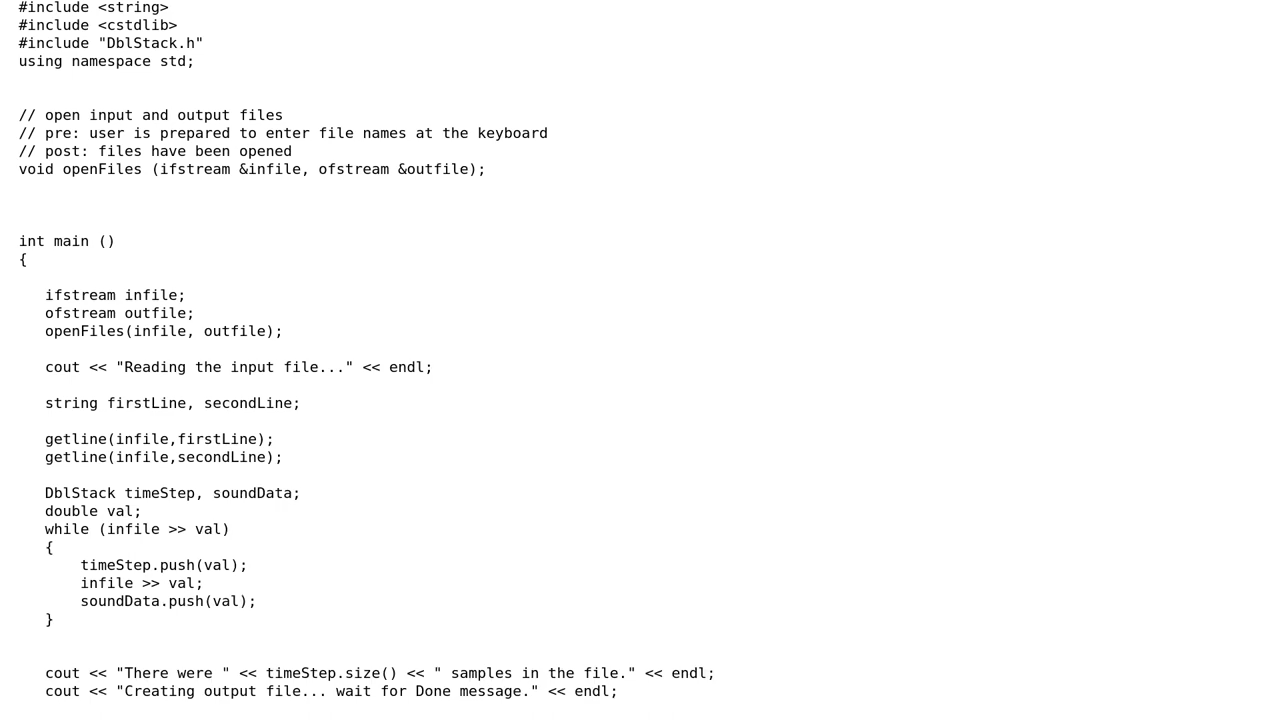 #include <string>
#include <cstdlib>
#include "DblStack.h"
using namespace std;
// open input and output files
// pre: user is prepared to enter file names at the keyboard
// post: files have been opened
void openFiles (ifstream &infile, ofstream &outfile);
int main ()
{
ifstream infile;
ofstream outfile;
openFiles(infile, outfile);
cout << "Reading the input file..." << endl;
string firstLine, secondLine;
getline(infile,firstLine);
getline(infile,secondLine);
DblStack timeStep, soundData;
double val;
while (infile >> val)
{
timeStep.push(val);
infile >> val;
soundData.push(val);
}
cout << "There were " << timeStep.size() << " samples in the file." << endl;
cout << "Creating output file... wait for Done message." << endl;